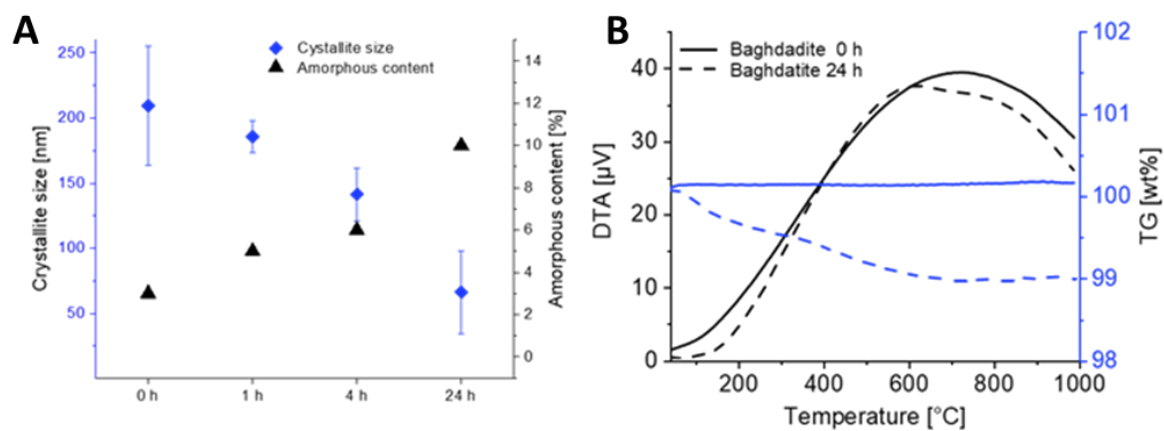 A
Cystallite size
Amorphous content
Crystallite size [nm]
250
200
150
100
50
14
12
10
8
6
4
2
0
Amorphous content [%]
0 h
1 h
4 h
24 h
B
Baghdadite 0 h
Baghdatite 24 h
DTA [µV]
40
30
20
10
0
102
101
100
99
98
TG [wt%]
200
400
600
800
1000
Temperature [°C]